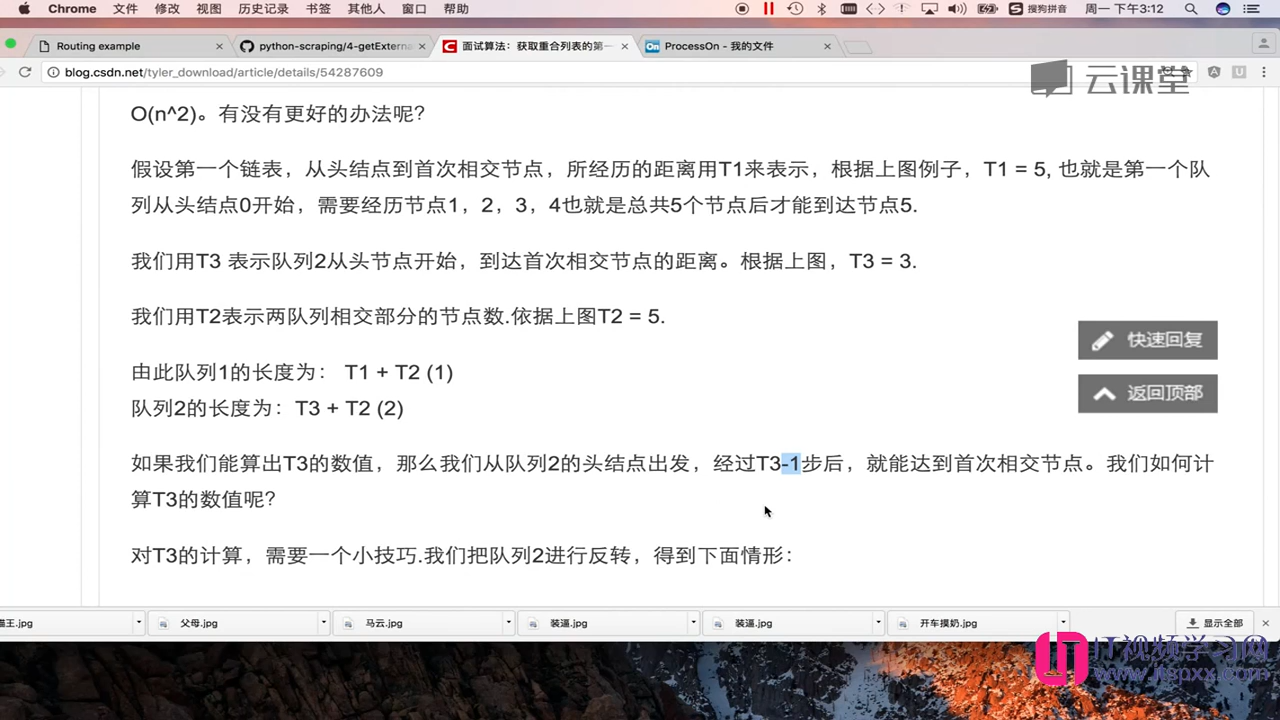 Chrome 文件 修改 视图 历史记录 书签 其他人 窗口 帮助 搜狗拼音 周一 下午3:12
Routing example
python-scraping/4-getExterna
面试算法：获取重合列表的第一
ProcessOn - 我的文件
blog.csdn.net/tyler_download/article/details/54287609
云课堂
O(n^2)。有没有更好的办法呢？
假设第一个链表，从头结点到首次相交节点，所经历的距离用T1来表示，根据上图例子，T1 = 5, 也就是第一个队
列从头结点0开始，需要经历节点1，2，3，4也就是总共5个节点后才能到达节点5.
我们用T3 表示队列2从头节点开始，到达首次相交节点的距离。根据上图，T3 = 3.
我们用T2表示两队列相交部分的节点数.依据上图T2 = 5.
快速回复
由此队列1的长度为： T1 + T2 (1)
返回顶部
队列2的长度为：T3 + T2 (2)
如果我们能算出T3的数值，那么我们从队列2的头结点出发，经过T3-1步后，就能达到首次相交节点。我们如何计
算T3的数值呢？
对T3的计算，需要一个小技巧.我们把队列2进行反转，得到下面情形：
猫王.jpg
父母.jpg
马云.jpg
装逼.jpg
装逼.jpg
开车摸奶.jpg
显示全部
IT视频学习网
www.itspxx.com